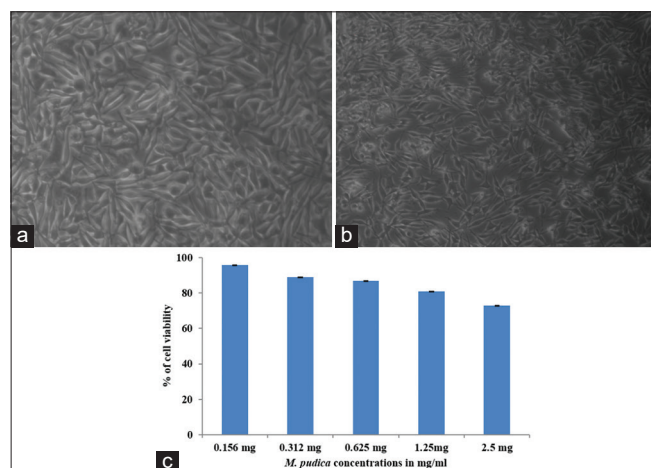 a
b
100
80
60
40
20
0
% of cell viability
0.156 mg
0.312 mg
0.625 mg
1.25mg
2.5 mg
M. pudica concentrations in mg/ml
c